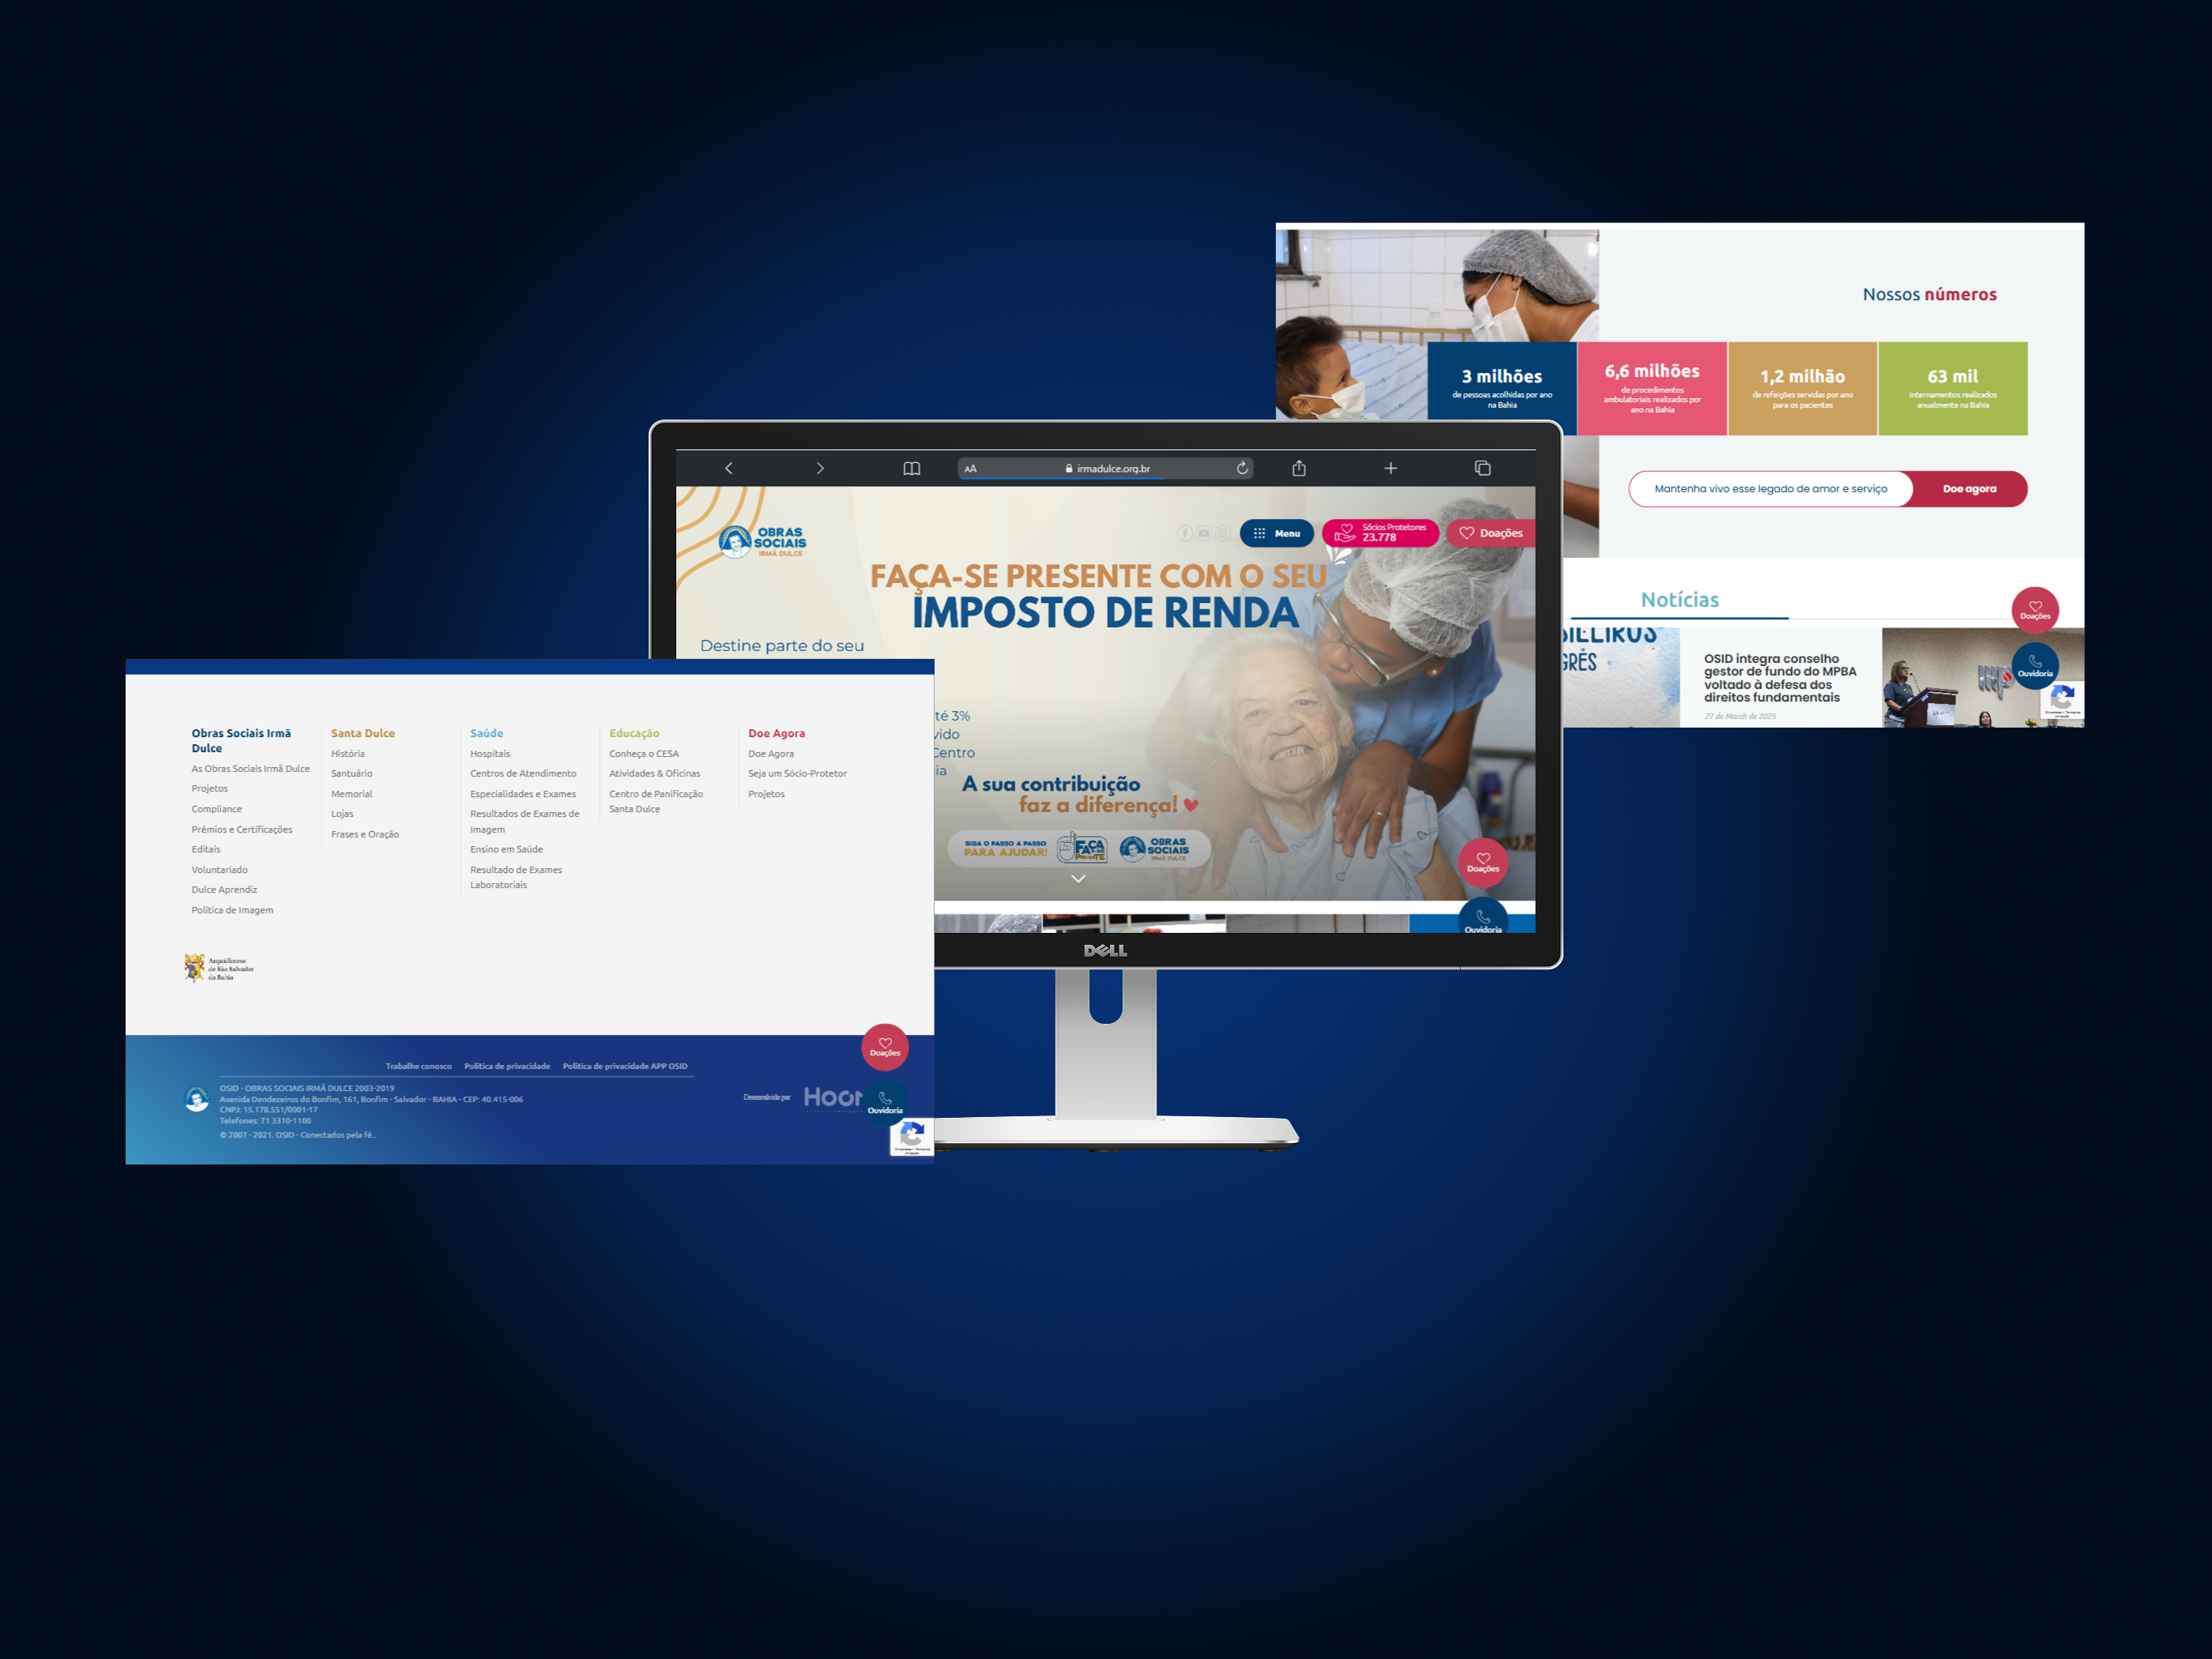 Nossos números
3 milhões
de pessoas acolhidas por ano
na Bahia
6,6 milhões
de procedimentos
ambulatoriais realizados por
ano na Bahia
1,2 milhão
de refeições servidas por ano
para os pacientes
63 mil
internamentos realizados
anualmente na Bahia
Mantenha vivo esse legado de amor e serviço
Doe agora
Notícias
GRÊS
OSID integra conselho
gestor de fundo do MPBA
voltado à defesa dos
direitos fundamentais
27 de March de 2025
Doações
Ouvidoria
AA
irmadulce.org.br
OBRAS
SOCIAIS
IRMÃ DULCE
Menu
Sócios Protetores
23.778
Doações
FAÇA-SE PRESENTE COM O SEU
IMPOSTO DE RENDA
Destine parte do seu
té 3%
vido
Centro
ia
A sua contribuição
faz a diferença!
SIGA O PASSO A PASSO
PARA AJUDAR!
FAÇA
-SE
PRESENTE
OBRAS
SOCIAIS
IRMÃ DULCE
Doações
Ouvidoria
DELL
Obras Sociais Irmã
Dulce
As Obras Sociais Irmã Dulce
Projetos
Compliance
Prêmios e Certificações
Editais
Voluntariado
Dulce Aprendiz
Política de Imagem
Santa Dulce
História
Santuário
Memorial
Lojas
Frases e Oração
Saúde
Hospitais
Centros de Atendimento
Especialidades e Exames
Resultados de Exames de
Imagem
Ensino em Saúde
Resultado de Exames
Laboratoriais
Educação
Conheça o CESA
Atividades & Oficinas
Centro de Panificação
Santa Dulce
Doe Agora
Doe Agora
Seja um Sócio-Protetor
Projetos
Arquidiocese
de São Salvador
da Bahia
Trabalhe conosco Política de privacidade Política de privacidade APP OSID
OSID - OBRAS SOCIAIS IRMÃ DULCE 2003-2019
Avenida Dendezeiros do Bonfim, 161, Bonfim - Salvador - BAHIA - CEP: 40.415-006
CNPJ: 15.178.551/0001-17
Telefones: 71 3310-1100
© 2007 - 2021. OSID - Conectados pela fé..
Desenvolvido por
Doações
Ouvidoria